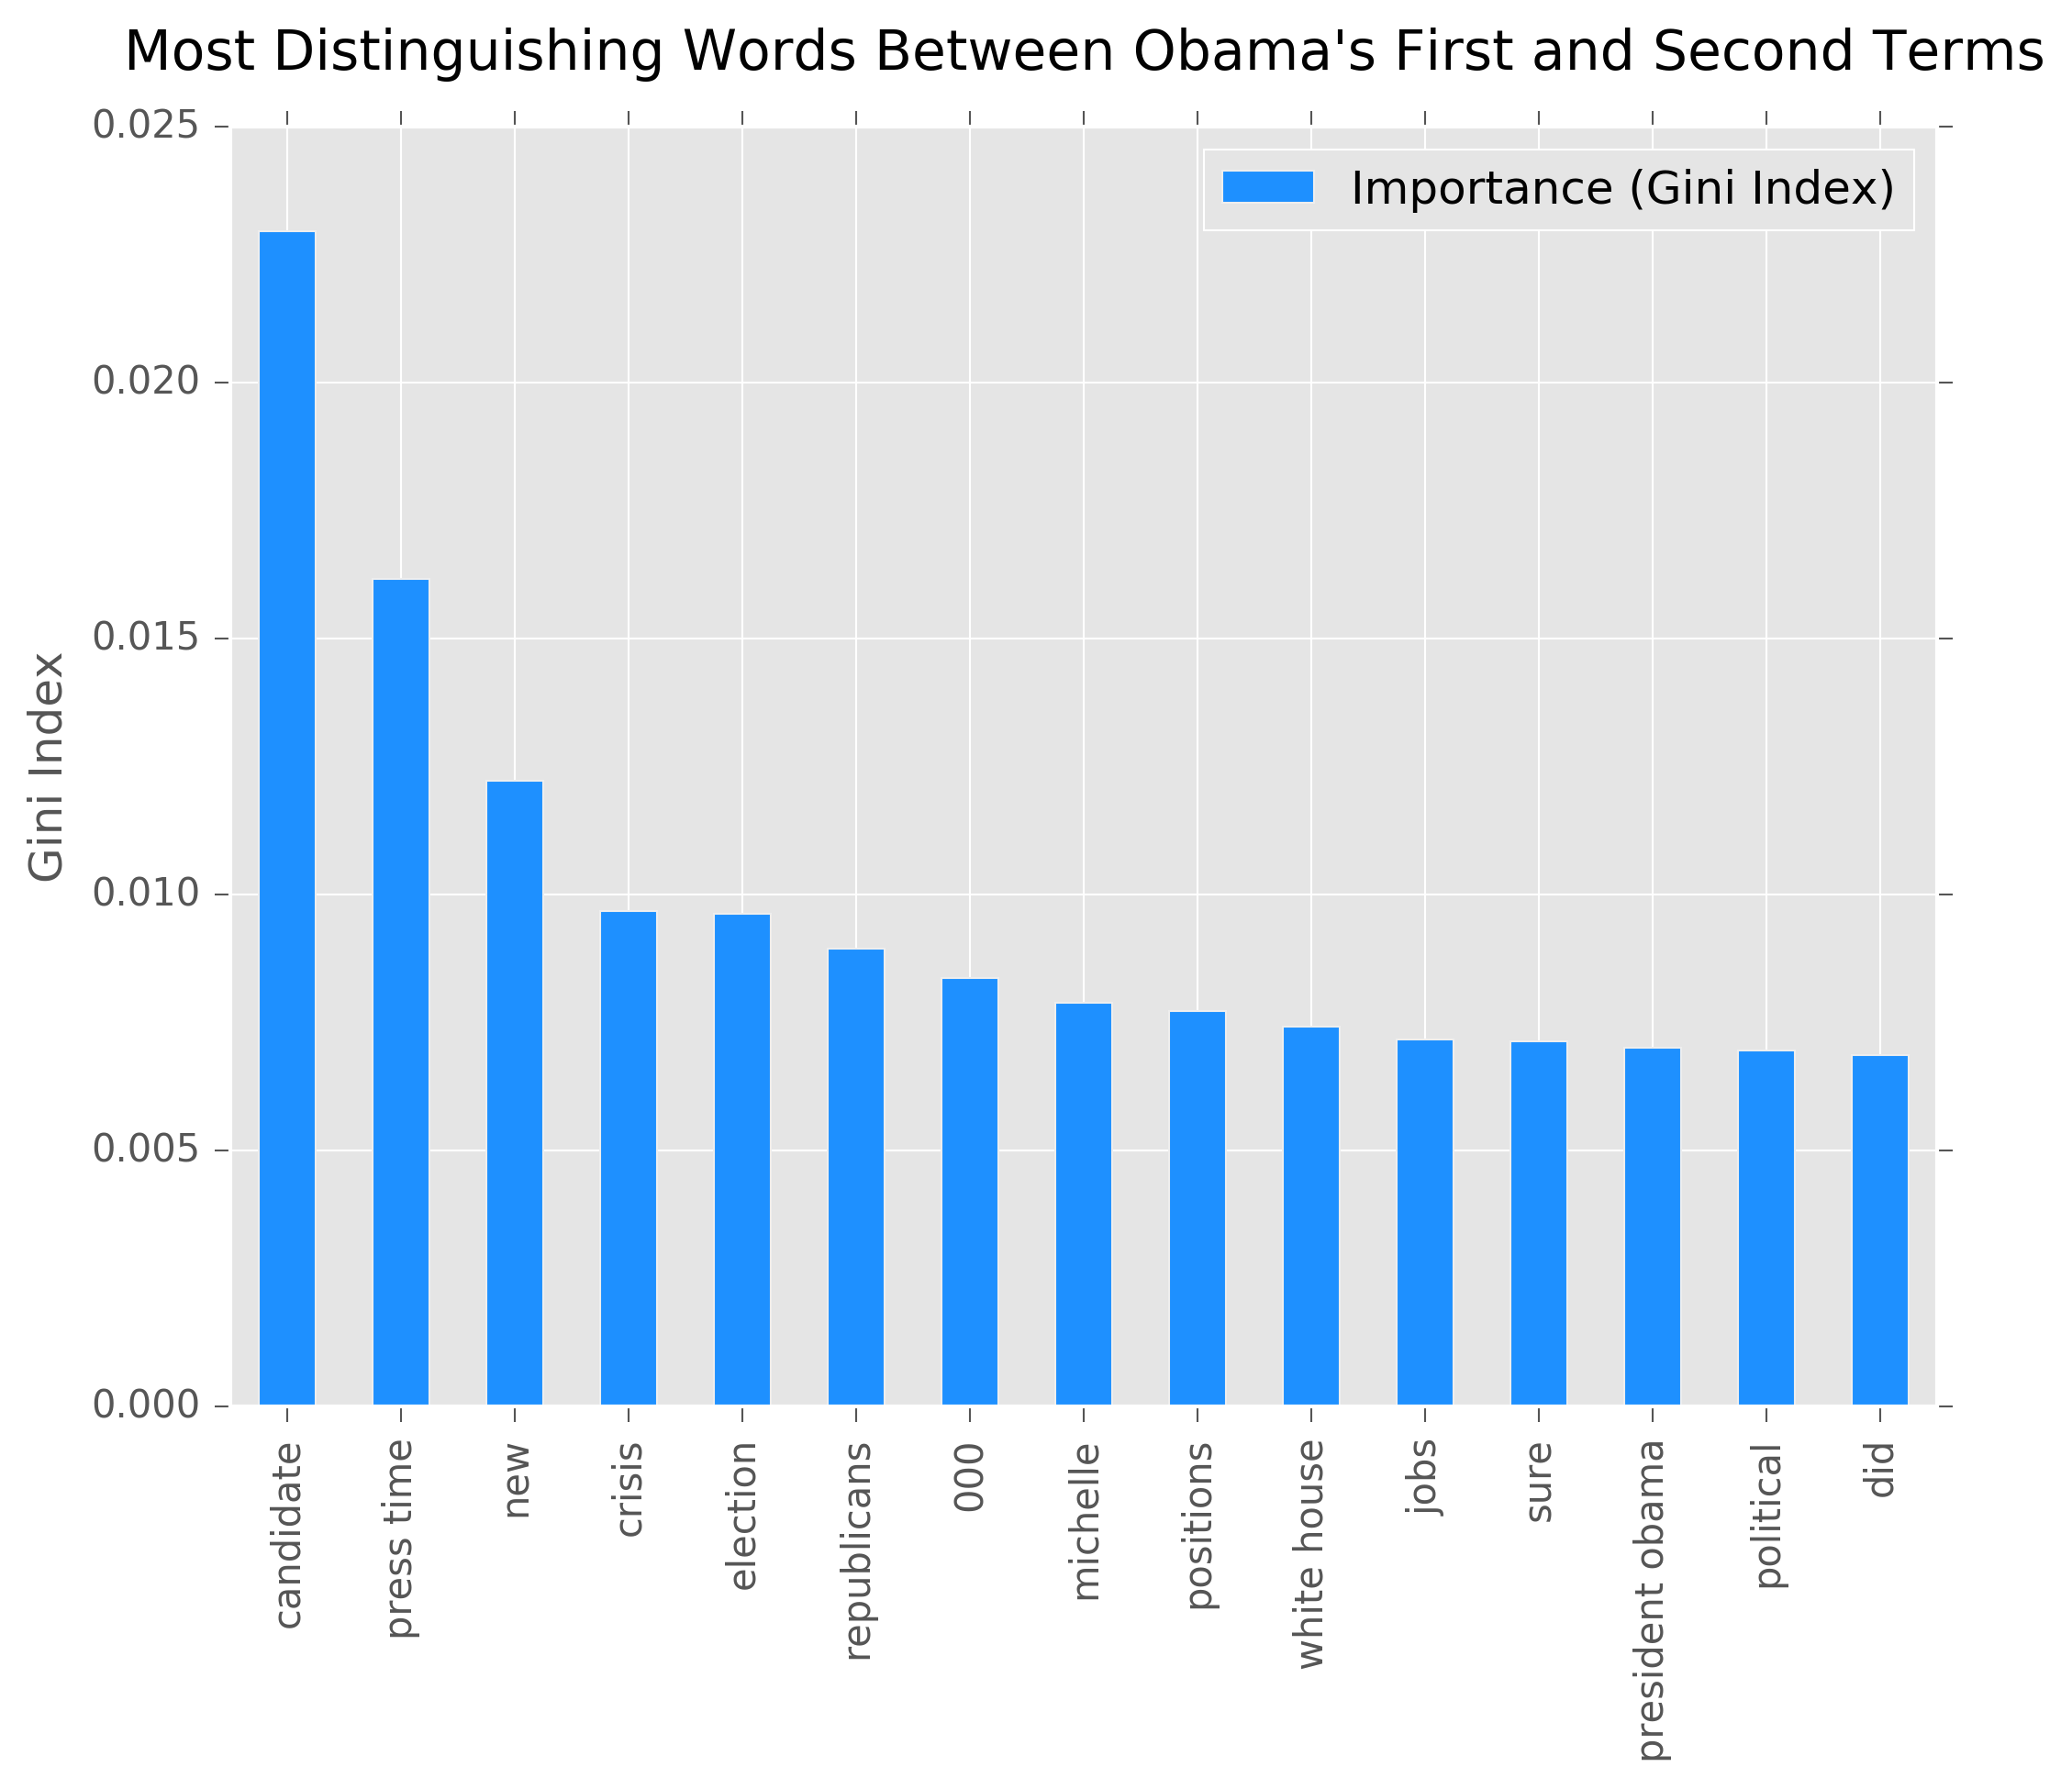 Most Distinguishing Words Between Obama's First and Second Terms
Importance (Gini Index)
Gini Index
0.025
0.020
0.015
0.010
0.005
0.000
candidate
press time
new
crisis
election
republicans
000
michelle
positions
white house
jobs
sure
president obama
political
did